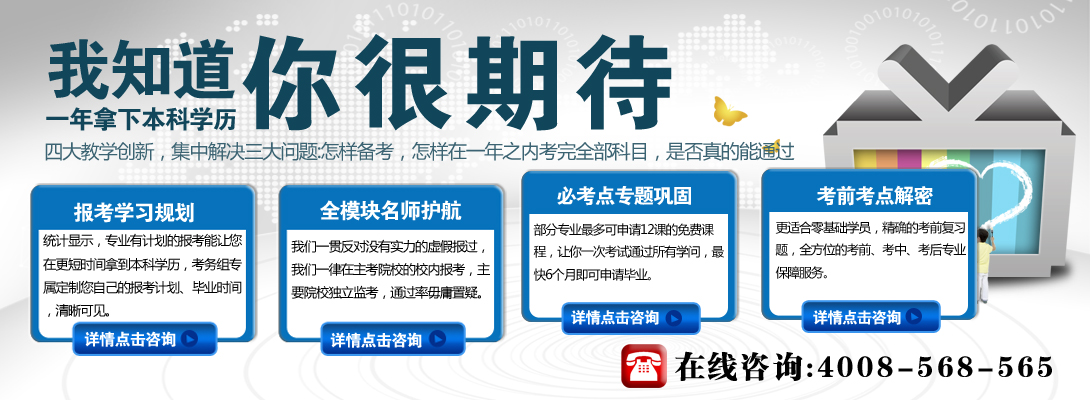 我知道
你很期待
一年拿下本科学历
四大教学创新，集中解决三大问题:怎样备考，怎样在一年之内考完全部科目，是否真的能通过
报考学习规划
统计显示，专业有计划的报考能让您
在更短时间拿到本科学历，考务组专
属定制您自己的报考计划、毕业时间
，清晰可见。
详情点击咨询
全模块名师护航
我们一贯反对没有实力的虚假报过，
我们一律在主考院校的校内报考，主
要院校独立监考，通过率毋庸置疑。
详情点击咨询
必考点专题巩固
部分专业最多可申请12课的免费课
程，让你一次考试通过所有学问，最
快6个月即可申请毕业。
详情点击咨询
考前考点解密
更适合零基础学员，精确的考前复习
题，全方位的考前、考中、考后专业
保障服务。
详情点击咨询
在线咨询:4008-568-565